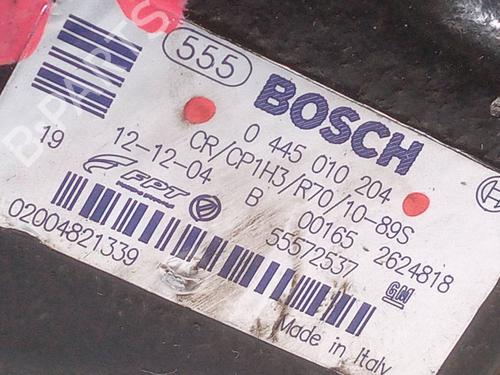 555
BOSCH
0 445 010 204
CR/CP1H3/R70/10-89S
19
12-12-04
B
00165
2624818
FPT
55572537
GM
02004821339
Made in Italy
B-PARTS